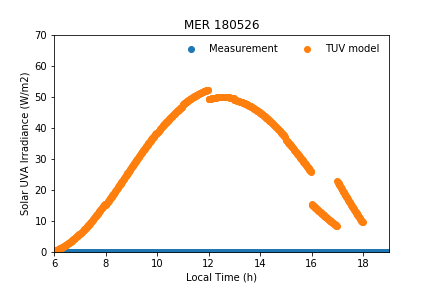 MER 180526
Measurement TUV model
Solar UVA Irradiance (W/m2)
70
60
50
40
30
20
10
0
6 8 10 12 14 16 18
Local Time (h)